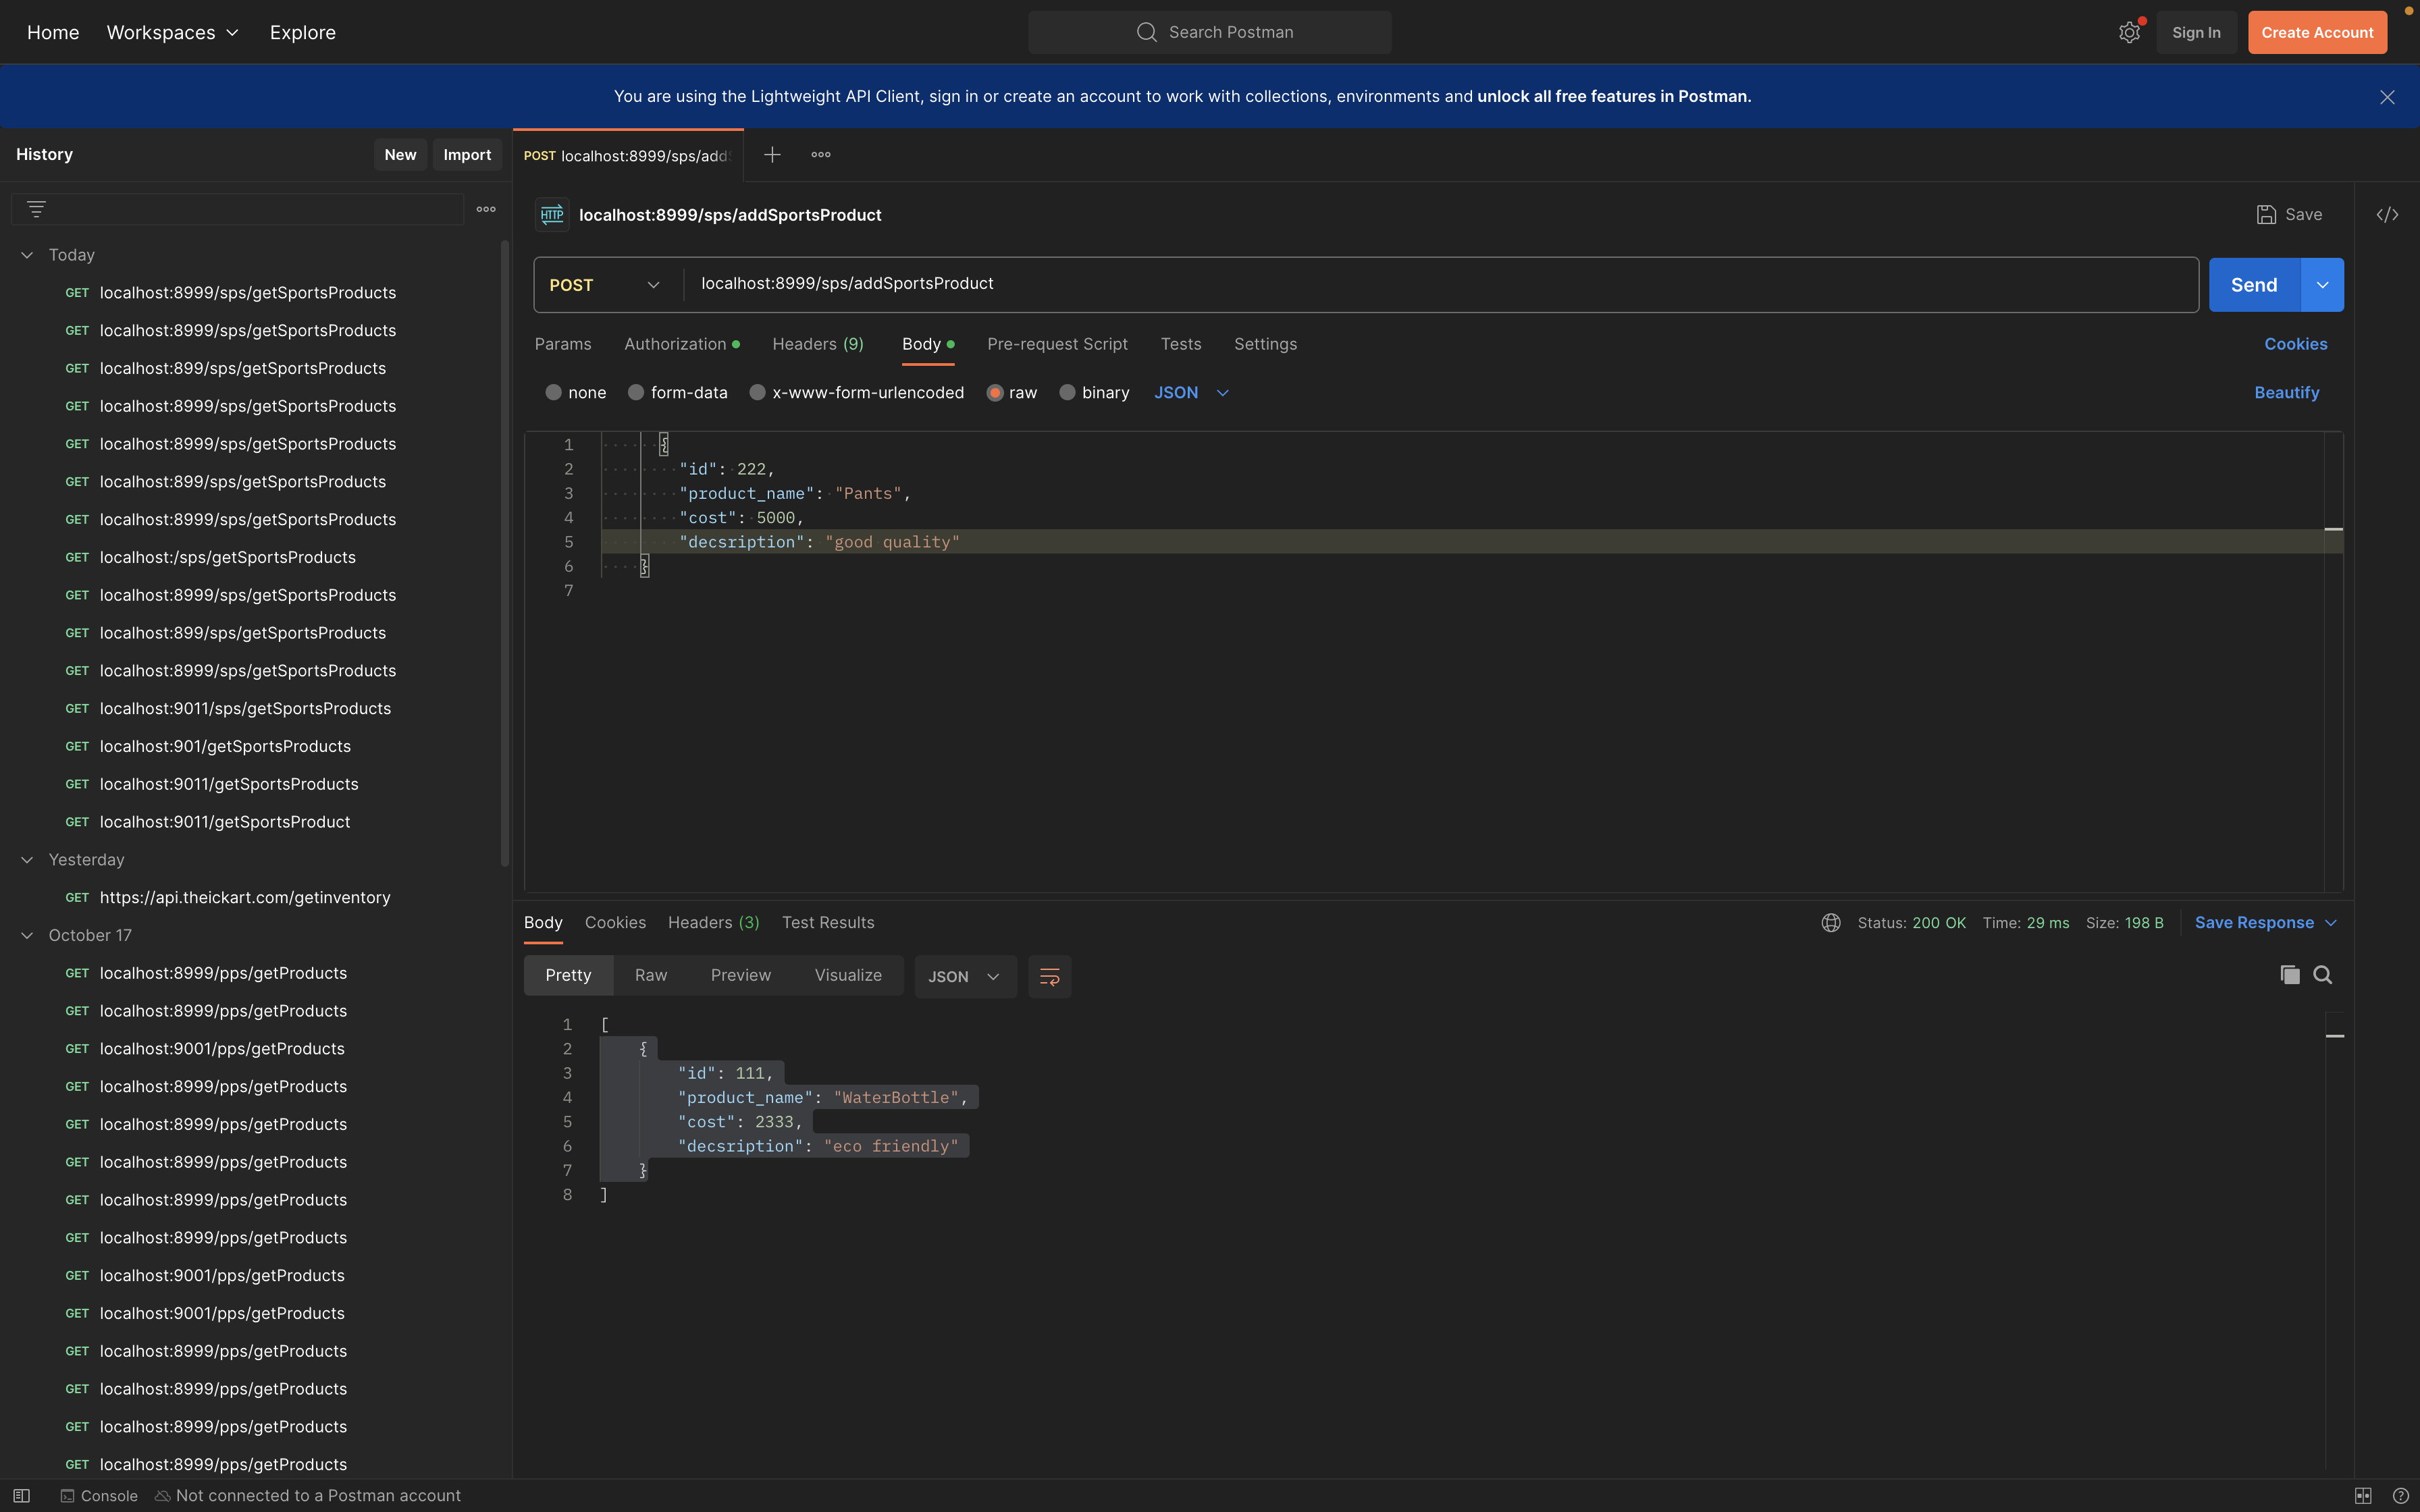 Home Workspaces Explore Search Postman Sign In Create Account
You are using the Lightweight API Client, sign in or create an account to work with collections, environments and unlock all free features in Postman.
History New Import
Today
GET localhost:8999/sps/getSportsProducts
GET localhost:8999/sps/getSportsProducts
GET localhost:899/sps/getSportsProducts
GET localhost:8999/sps/getSportsProducts
GET localhost:8999/sps/getSportsProducts
GET localhost:899/sps/getSportsProducts
GET localhost:8999/sps/getSportsProducts
GET localhost:/sps/getSportsProducts
GET localhost:8999/sps/getSportsProducts
GET localhost:899/sps/getSportsProducts
GET localhost:8999/sps/getSportsProducts
GET localhost:9011/sps/getSportsProducts
GET localhost:901/getSportsProducts
GET localhost:9011/getSportsProducts
GET localhost:9011/getSportsProduct
Yesterday
GET https://api.theickart.com/getinventory
October 17
GET localhost:8999/pps/getProducts
GET localhost:8999/pps/getProducts
GET localhost:9001/pps/getProducts
GET localhost:8999/pps/getProducts
GET localhost:8999/pps/getProducts
GET localhost:8999/pps/getProducts
GET localhost:8999/pps/getProducts
GET localhost:8999/pps/getProducts
GET localhost:9001/pps/getProducts
GET localhost:9001/pps/getProducts
GET localhost:8999/pps/getProducts
GET localhost:8999/pps/getProducts
GET localhost:8999/pps/getProducts
GET localhost:8999/pps/getProducts
POST localhost:8999/sps/add
HTTP localhost:8999/sps/addSportsProduct Save </>
POST localhost:8999/sps/addSportsProduct Send
Params Authorization Headers (9) Body Pre-request Script Tests Settings Cookies
none form-data x-www-form-urlencoded raw binary JSON Beautify
1 {
2 "id": 222,
3 "product_name": "Pants",
4 "cost": 5000,
5 "decsription": "good quality"
6 }
7
Body Cookies Headers (3) Test Results Status: 200 OK Time: 29 ms Size: 198 B Save Response
Pretty Raw Preview Visualize JSON
1 [
2 {
3 "id": 111,
4 "product_name": "WaterBottle",
5 "cost": 2333,
6 "decsription": "eco friendly"
7 }
8 ]
Console Not connected to a Postman account